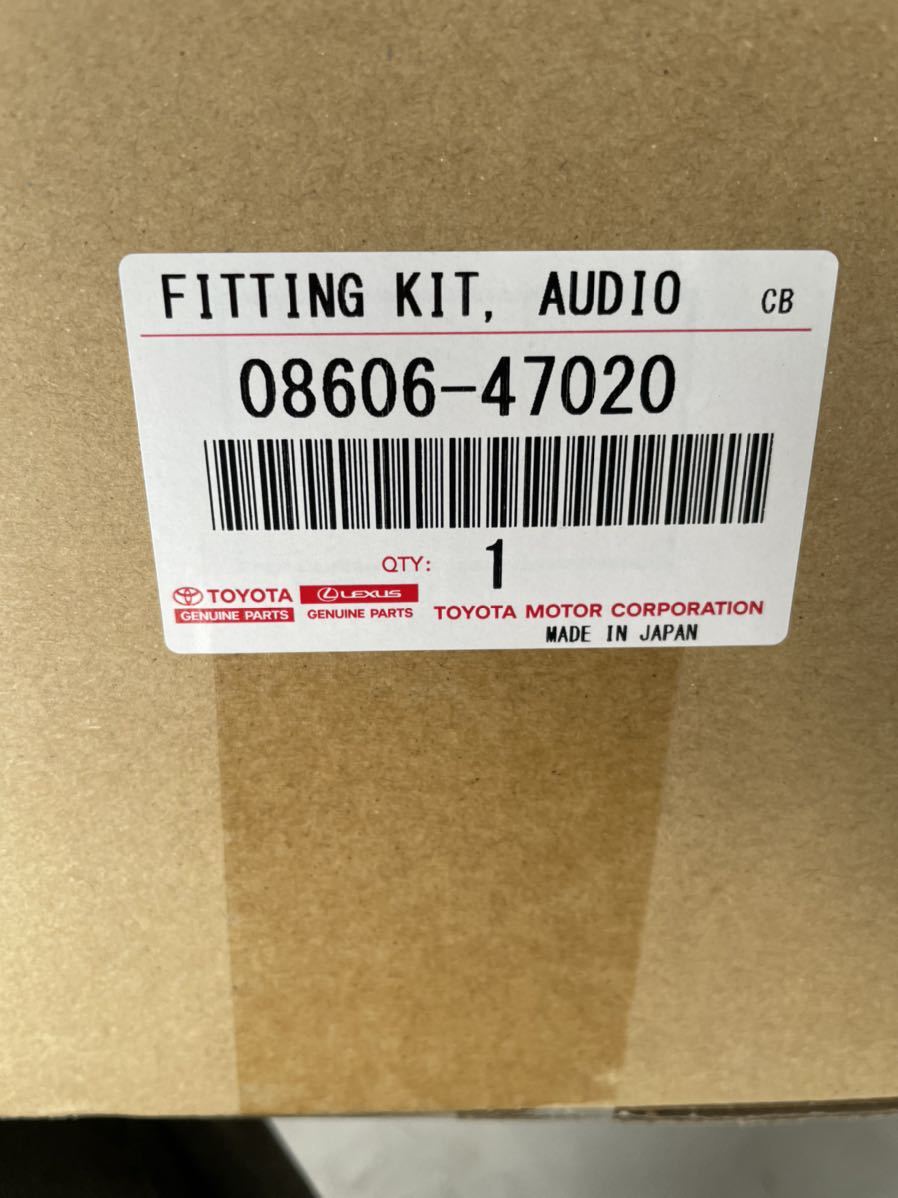 FITTING KIT, AUDIO CB
08606-47020
QTY: 1
TOYOTA LEXUS
GENUINE PARTS GENUINE PARTS TOYOTA MOTOR CORPORATION
MADE IN JAPAN